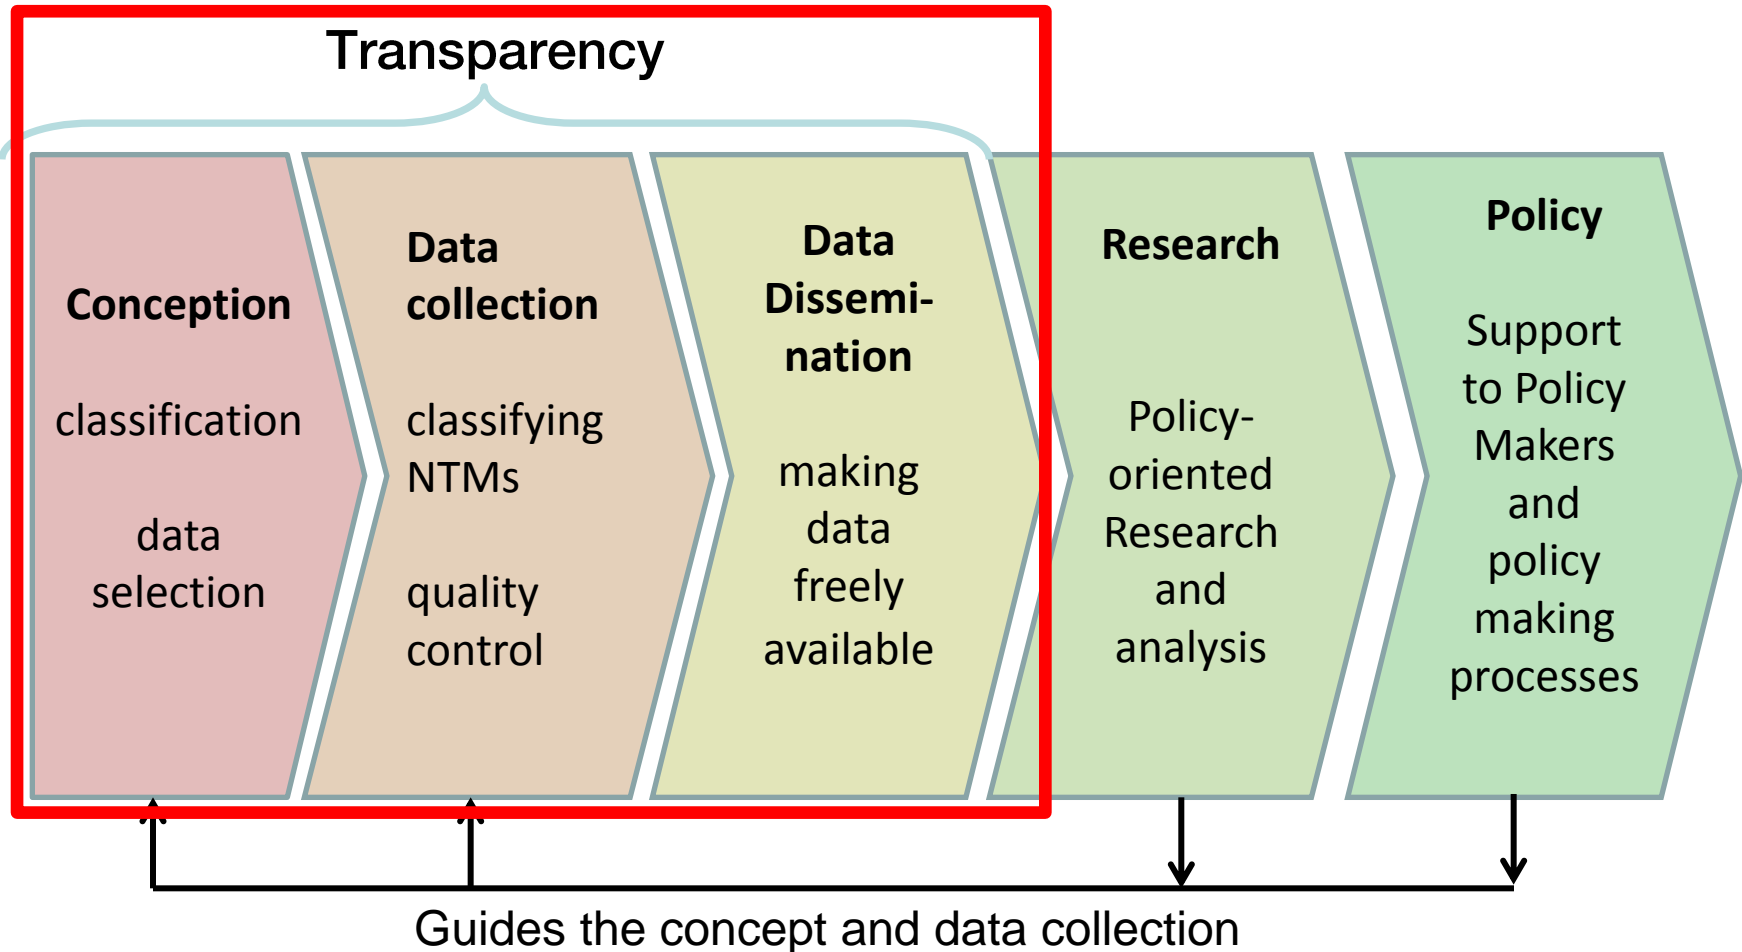 Transparency
Conception
classification
data
selection
Data
collection
classifying
NTMs
quality
control
Data
Dissemi-
nation
making
data
freely
available
Research
Policy-
oriented
Research
and
analysis
Policy
Support
to Policy
Makers
and
policy
making
processes
Guides the concept and data collection